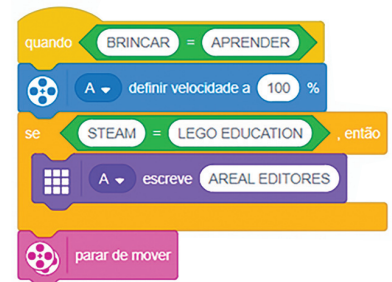 quando BRINCAR = APRENDER
A definir velocidade a 100 %
se STEAM = LEGO EDUCATION , então
A escreve AREAL EDITORES
parar de mover